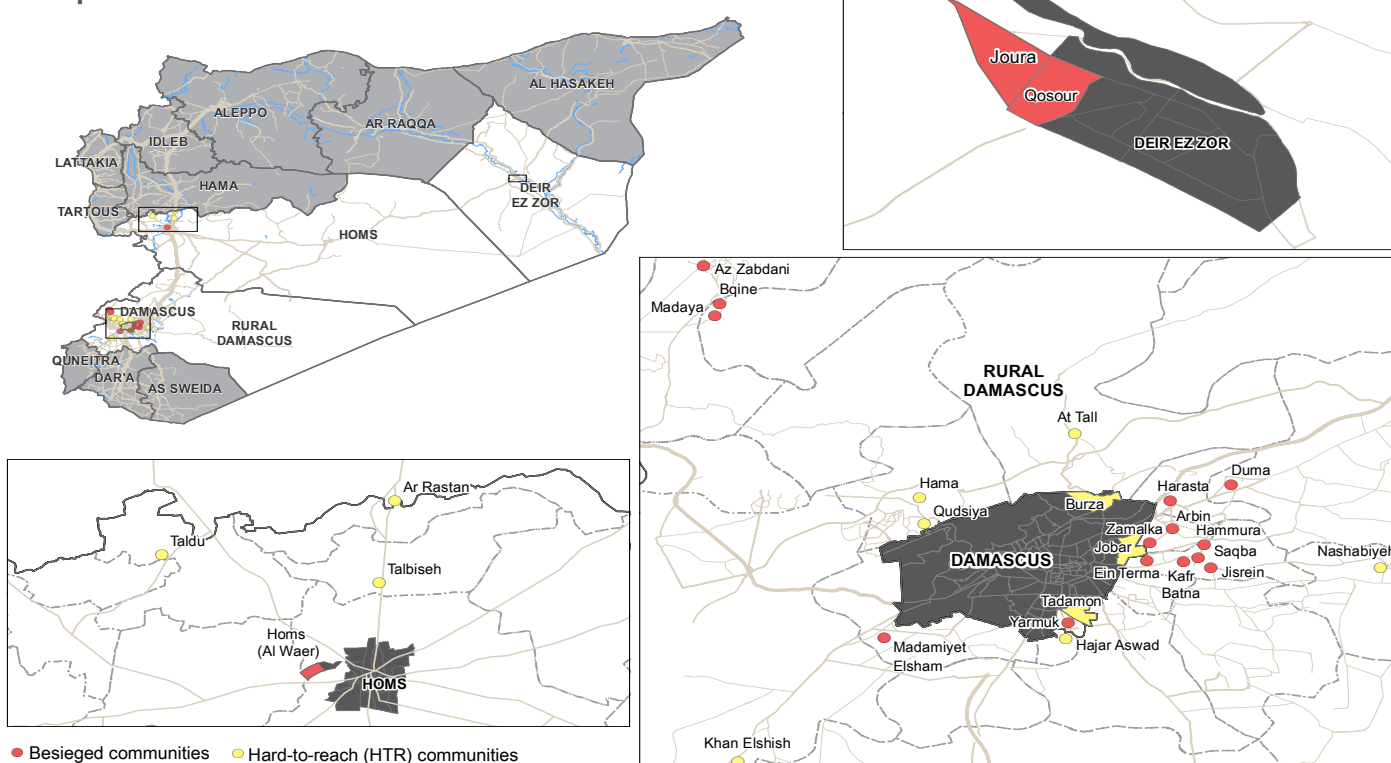 AL HASAKEH
ALEPPO
AR RAQQA
IDLEB
LATTAKIA
HAMA
DEIR
EZ ZOR
TARTOUS
HOMS
DAMASCUS
RURAL
DAMASCUS
QUNEITRA
DAR'A
AS SWEIDA
Joura
Qosour
DEIR EZ ZOR
Az Zabdani
Bqine
Madaya
RURAL
DAMASCUS
At Tall
Duma
Hama
Harasta
Burza
Qudsiya
Arbin
Zamalka
Hammura
Jobar
Saqba
Nashabiyeh
DAMASCUS
Ein Terma
Kafr
Batna
Jisrein
Tadamon
Yarmuk
Hajar Aswad
Madamiyet
Elsham
Khan Elshish
Ar Rastan
Taldu
Talbiseh
Homs
(Al Waer)
HOMS
Besieged communities
Hard-to-reach (HTR) communities